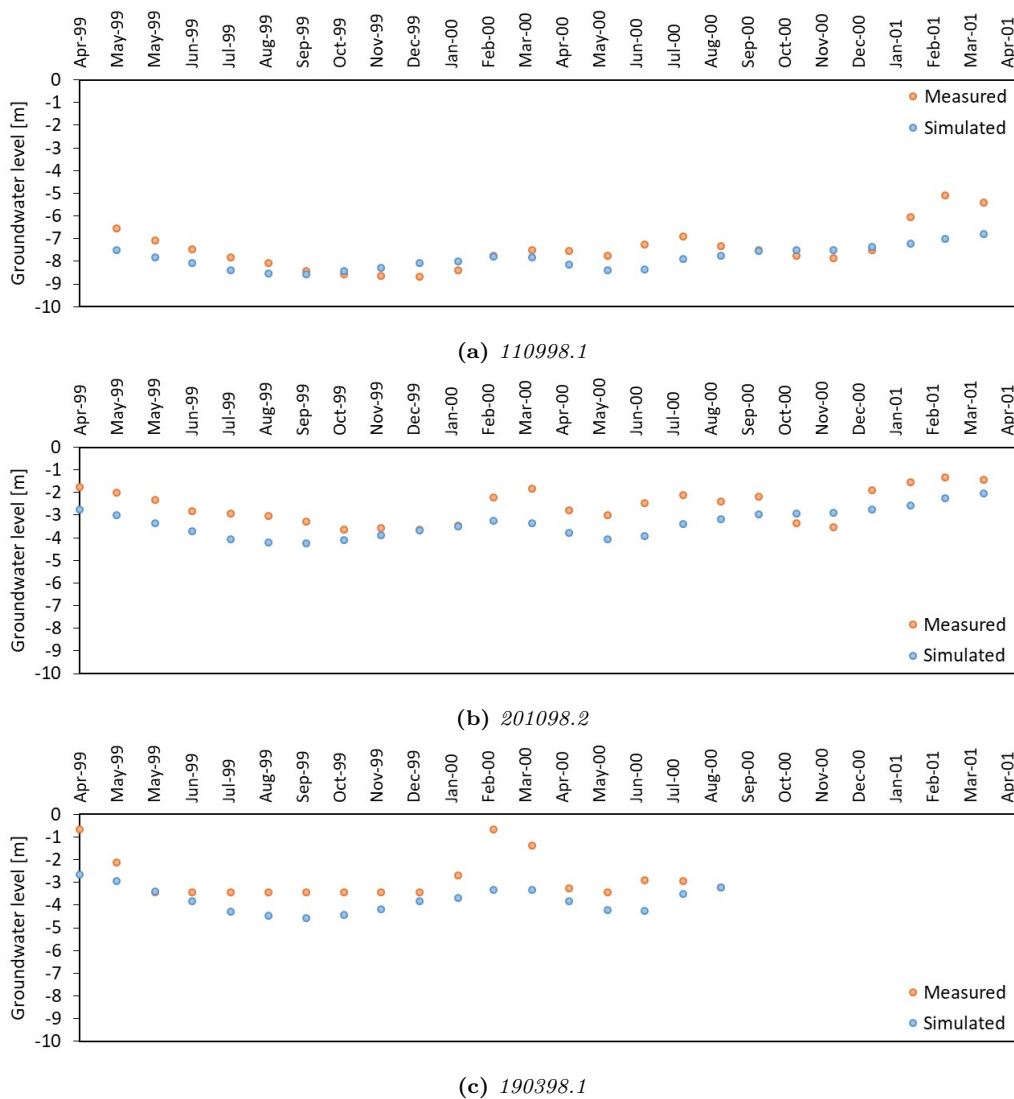 Apr-99 May-99 May-99 Jun-99 Jul-99 Aug-99 Sep-99 Oct-99 Nov-99 Dec-99 Jan-00 Feb-00 Mar-00 Apr-00 May-00 Jun-00 Jul-00 Aug-00 Sep-00 Oct-00 Nov-00 Dec-00 Jan-01 Feb-01 Mar-01 Apr-01
Groundwater level [m]
0
-1
-2
-3
-4
-5
-6
-7
-8
-9
-10
Measured
Simulated
(a) 110998.1
Apr-99 May-99 May-99 Jun-99 Jul-99 Aug-99 Sep-99 Oct-99 Nov-99 Dec-99 Jan-00 Feb-00 Mar-00 Apr-00 May-00 Jun-00 Jul-00 Aug-00 Sep-00 Oct-00 Nov-00 Dec-00 Jan-01 Feb-01 Mar-01 Apr-01
Groundwater level [m]
0
-1
-2
-3
-4
-5
-6
-7
-8
-9
-10
Measured
Simulated
(b) 201098.2
Apr-99 May-99 May-99 Jun-99 Jul-99 Aug-99 Sep-99 Oct-99 Nov-99 Dec-99 Jan-00 Feb-00 Mar-00 Apr-00 May-00 Jun-00 Jul-00 Aug-00 Sep-00 Oct-00 Nov-00 Dec-00 Jan-01 Feb-01 Mar-01 Apr-01
Groundwater level [m]
0
-1
-2
-3
-4
-5
-6
-7
-8
-9
-10
Measured
Simulated
(c) 190398.1